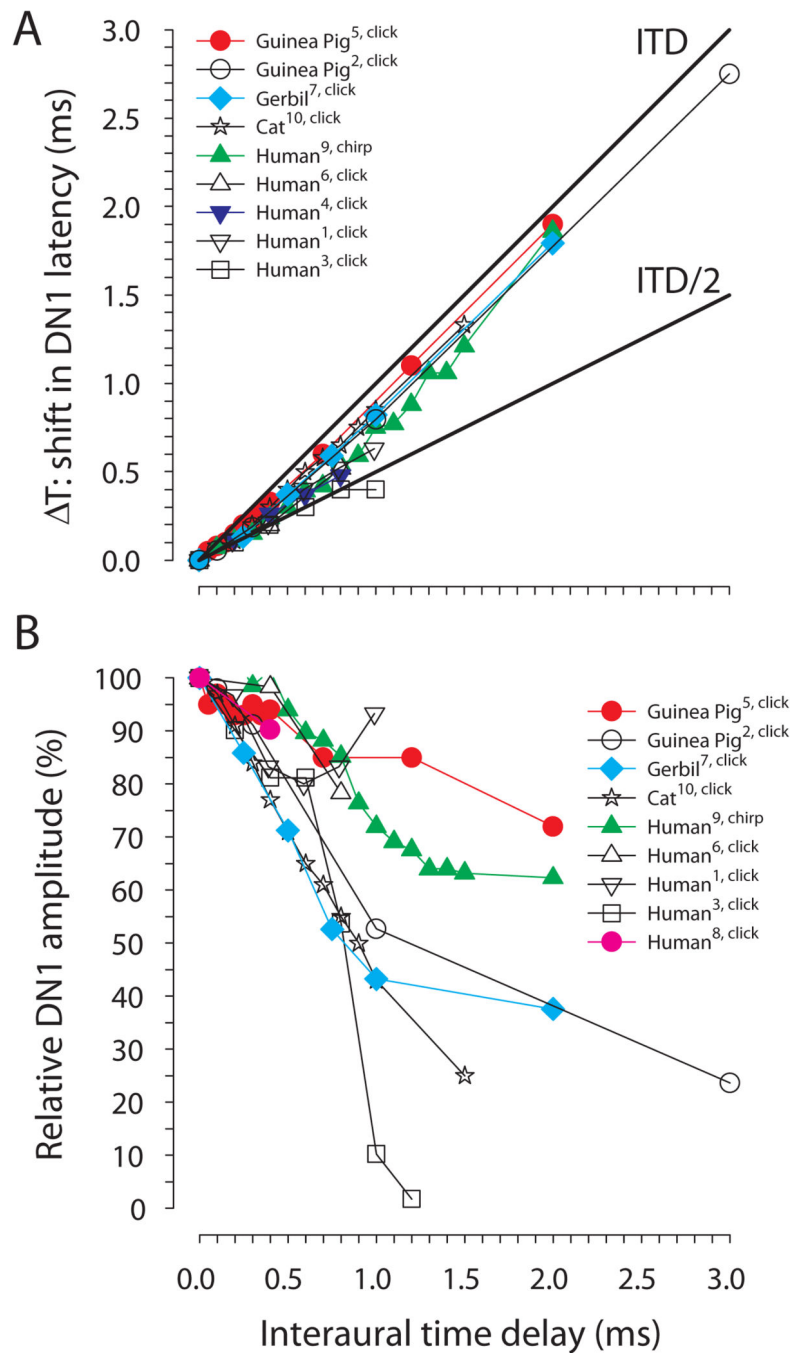 A
ΔT: shift in DN1 latency (ms)
3.0
2.5
2.0
1.5
1.0
0.5
0.0
Guinea Pig5, click
Guinea Pig2, click
Gerbil7, click
Cat10, click
Human9, chirp
Human6, click
Human4, click
Human1, click
Human3, click
ITD
ITD/2
B
Relative DN1 amplitude (%)
100
90
80
70
60
50
40
30
20
10
0
Guinea Pig5, click
Guinea Pig2, click
Gerbil7, click
Cat10, click
Human9, chirp
Human6, click
Human1, click
Human3, click
Human8, click
0.0 0.5 1.0 1.5 2.0 2.5 3.0
Interaural time delay (ms)